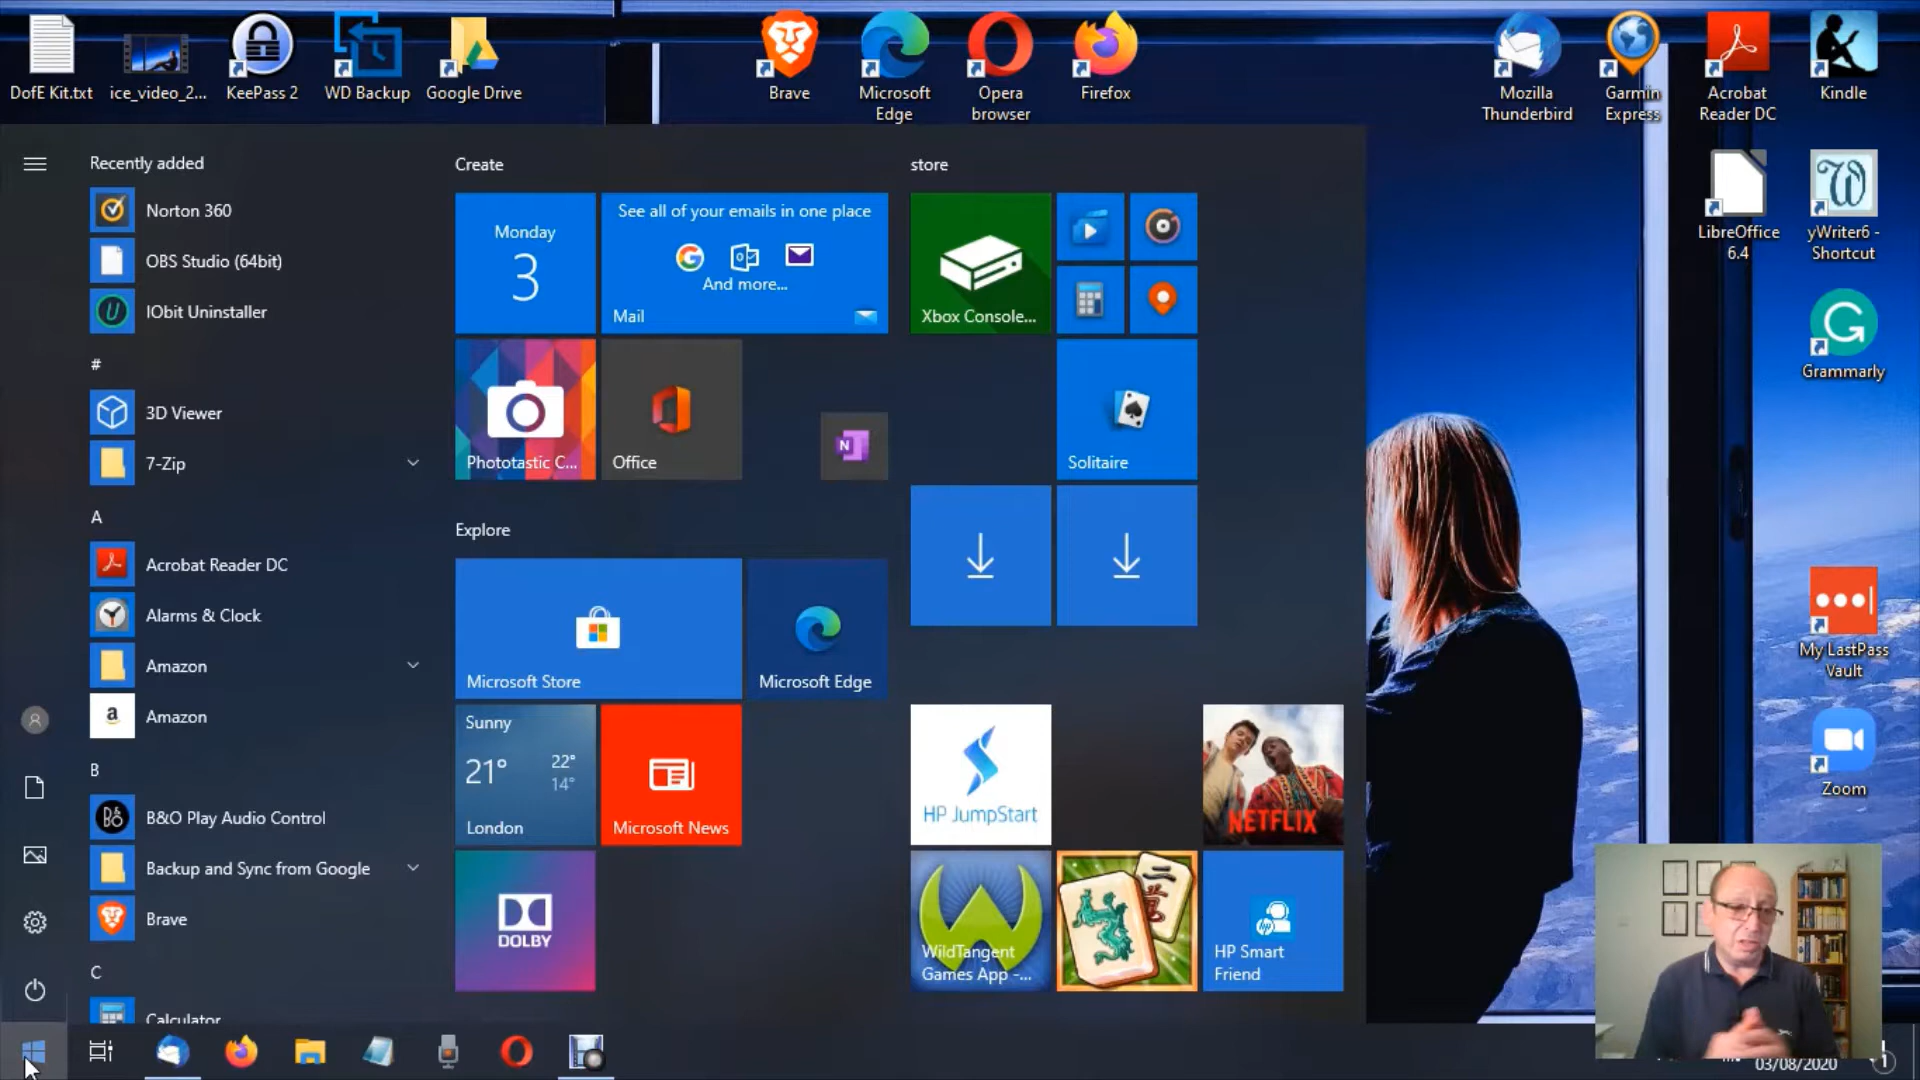 DofE Kit.txt
ice_video_2...
KeePass 2
WD Backup
Google Drive
Brave
Microsoft
Edge
Opera
browser
Firefox
Mozilla
Thunderbird
Garmin
Express
Acrobat
Reader DC
Kindle
LibreOffice
6.4
yWriter6 -
Shortcut
Grammarly
My LastPass
Vault
Zoom
Recently added
Norton 360
OBS Studio (64bit)
IObit Uninstaller
#
3D Viewer
7-Zip
A
Acrobat Reader DC
Alarms & Clock
Amazon
a
Amazon
B
B&O Play Audio Control
Backup and Sync from Google
Brave
C
Calculator
Create
Monday
3
See all of your emails in one place
And more...
Mail
Phototastic C...
Office
N
Explore
Microsoft Store
Microsoft Edge
Sunny
21° 22°
14°
London
Microsoft News
DOLBY
store
Xbox Console...
Solitaire
HP JumpStart
NETFLIX
WildTangent
Games App -...
HP Smart
Friend
03/08/2020
1